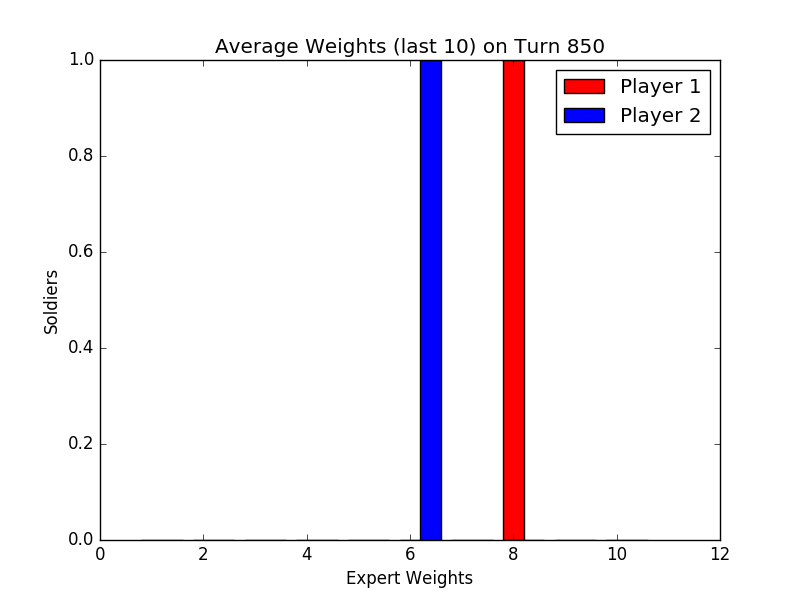 Average Weights (last 10) on Turn 850
Player 1
Player 2
1.0
0.8
0.6
0.4
0.2
0.0
Soldiers
0 2 4 6 8 10 12
Expert Weights